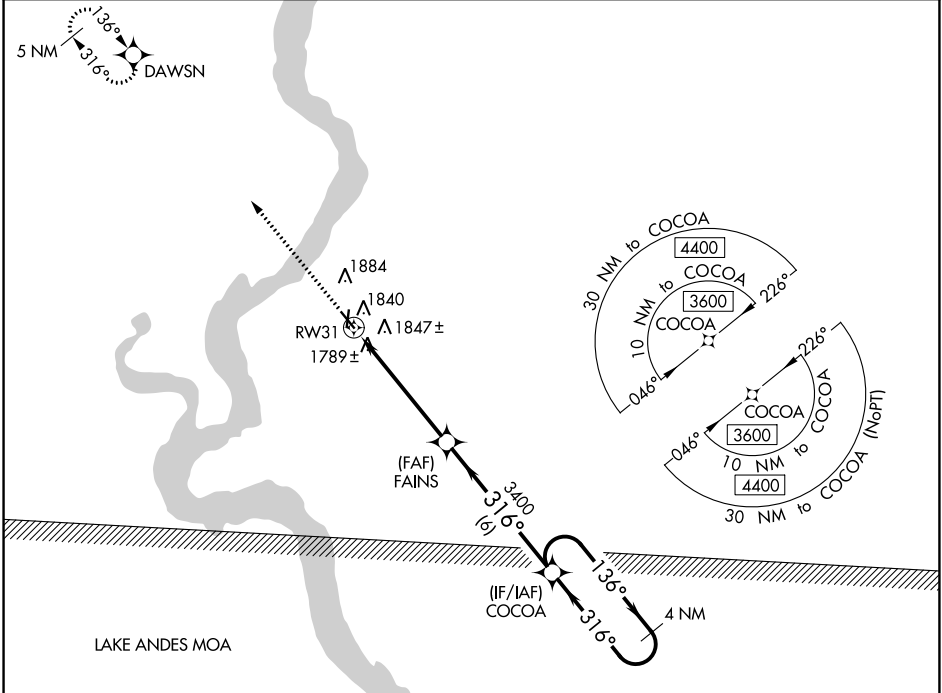 136°
5 NM
316°
DAWSN
1884
1840
RW31
1847±
1789±
(FAF)
FAINS
3400
316°
(6)
(IF/IAF)
COCOA
136°
316°
4 NM
LAKE ANDES MOA
30 NM to COCOA
4400
10 NM to COCOA
3600
COCOA
226°
046°
226°
COCOA
046°
3600
10 NM to COCOA
4400
30 NM to COCOA (NoPT)